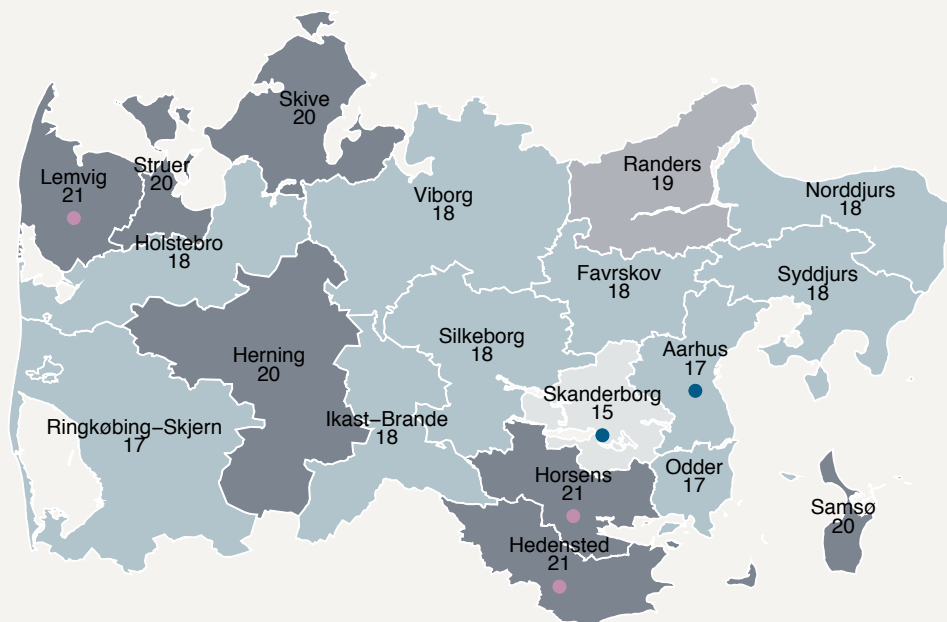 Skive
20
Struer
20
Lemvig
21
Randers
19
Viborg
18
Norddjurs
18
Holstebro
18
Favrskov
18
Syddjurs
18
Silkeborg
18
Aarhus
17
Herning
20
Skanderborg
15
Ikast−Brande
18
Ringkøbing−Skjern
17
Odder
17
Horsens
21
Samsø
20
Hedensted
21